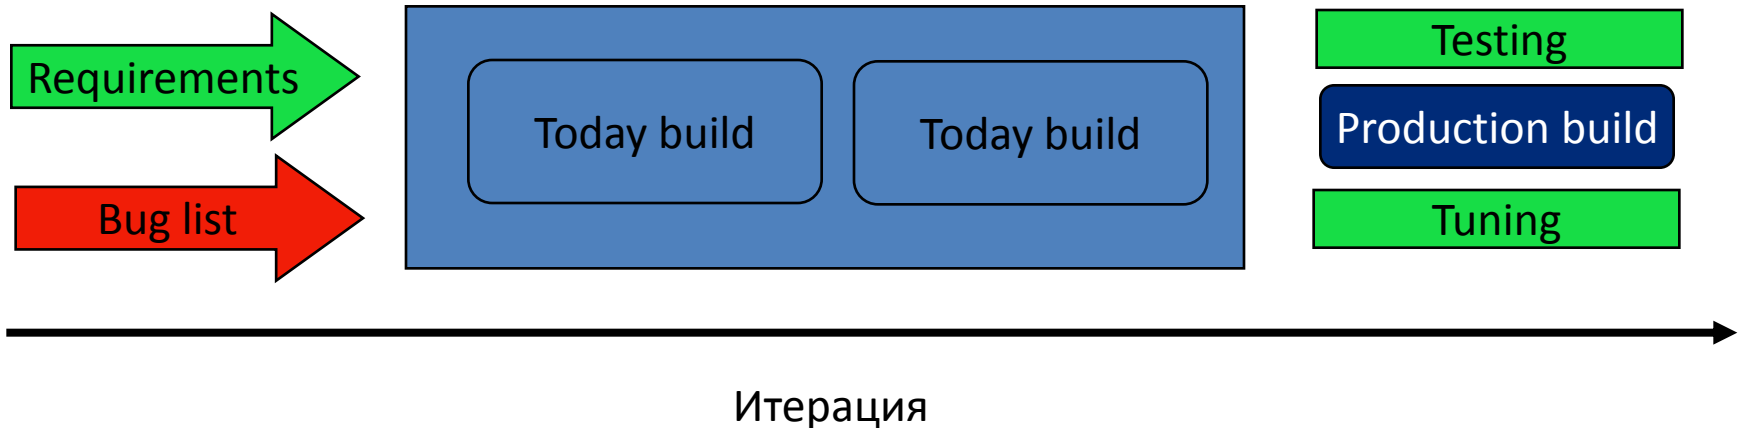 Requirements
Bug list
Today build
Today build
Testing
Production build
Tuning
Итерация